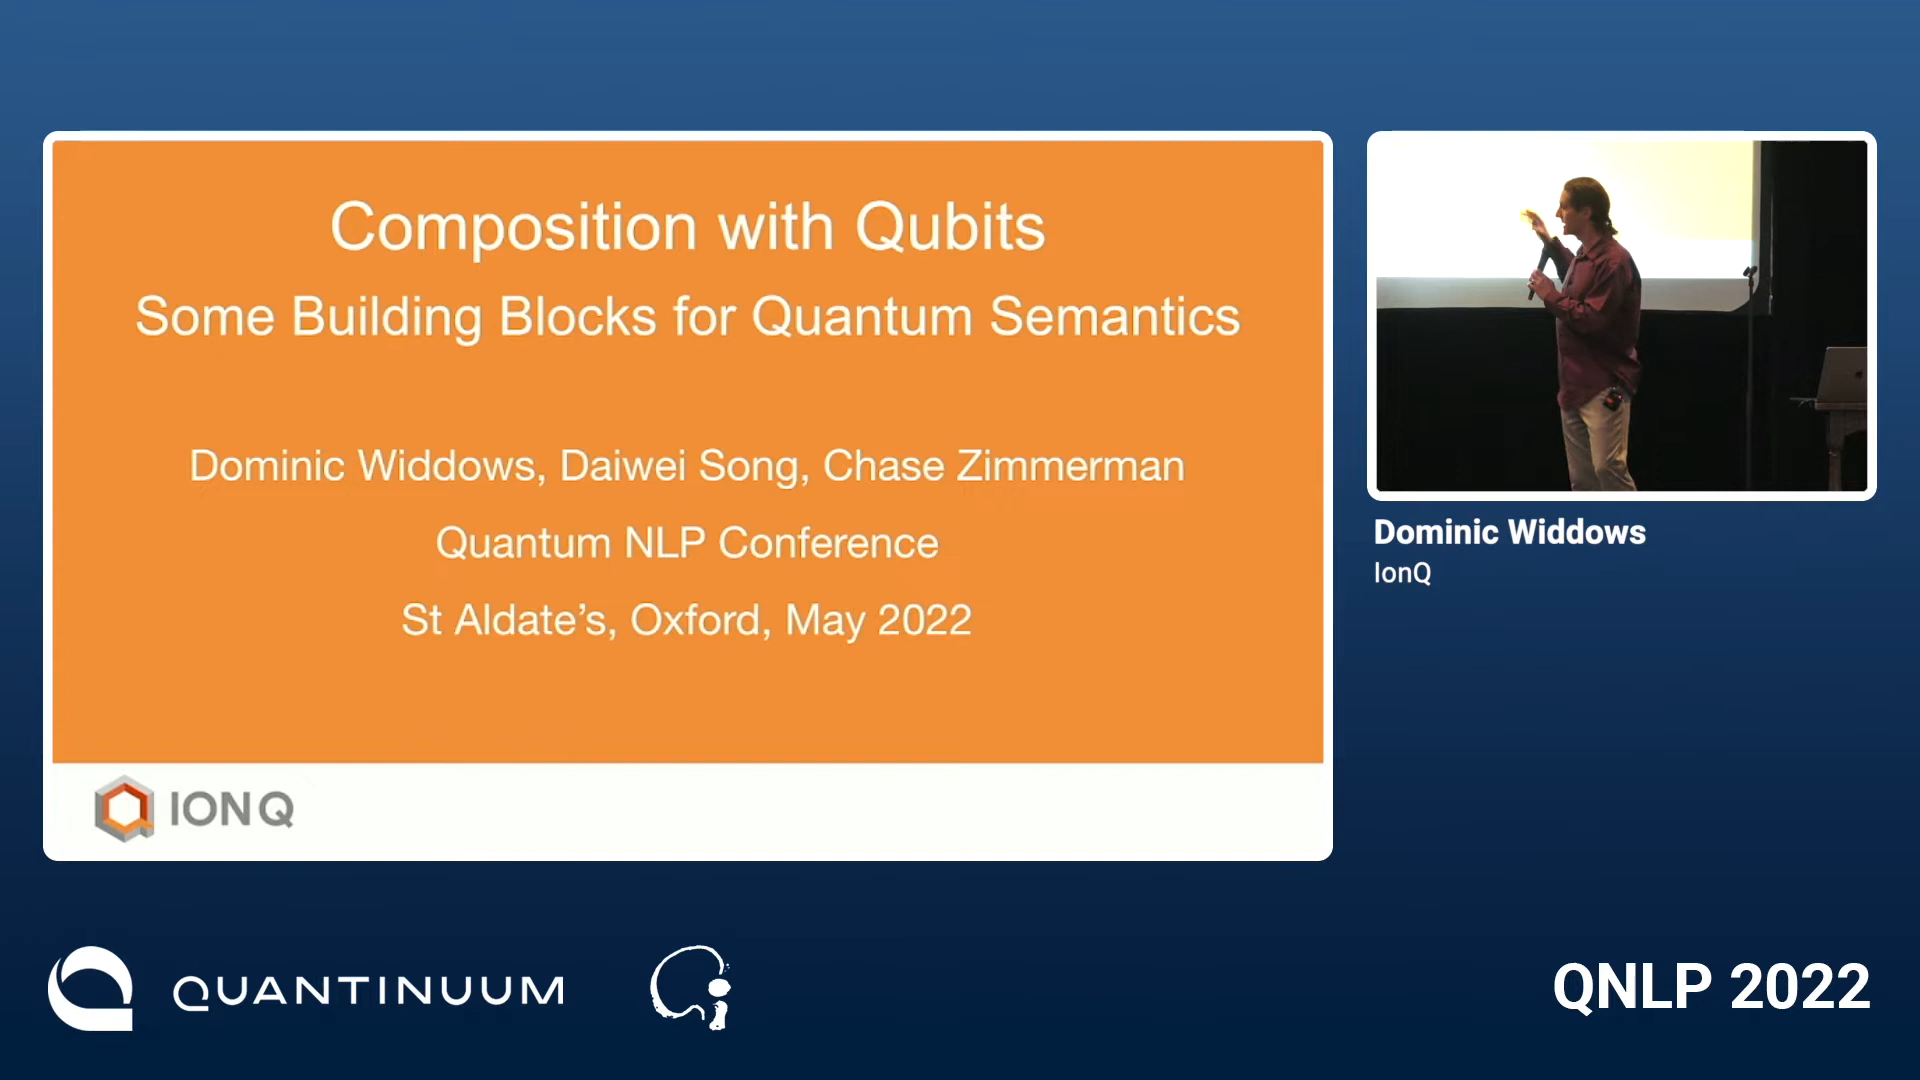 Composition with Qubits
Some Building Blocks for Quantum Semantics
Dominic Widdows, Daiwei Song, Chase Zimmerman
Quantum NLP Conference
St Aldate’s, Oxford, May 2022
IONQ
Dominic Widdows
IonQ
QUANTINUUM
QNLP 2022